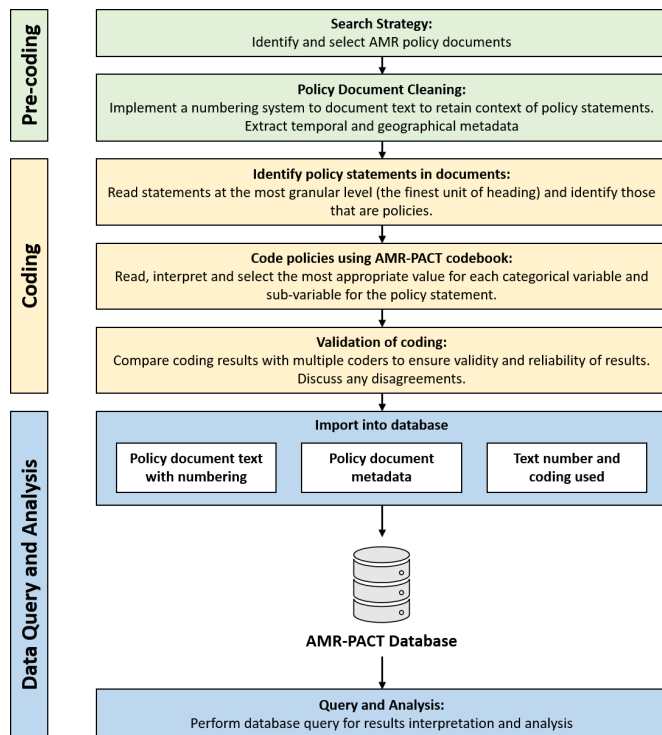 Pre-coding
Search Strategy:
Identify and select AMR policy documents
Policy Document Cleaning:
Implement a numbering system to document text to retain context of policy statements.
Extract temporal and geographical metadata
Coding
Identify policy statements in documents:
Read statements at the most granular level (the finest unit of heading) and identify those
that are policies.
Code policies using AMR-PACT codebook:
Read, interpret and select the most appropriate value for each categorical variable and
sub-variable for the policy statement.
Validation of coding:
Compare coding results with multiple coders to ensure validity and reliability of results.
Discuss any disagreements.
Data Query and Analysis
Import into database
Policy document text
with numbering
Policy document
metadata
Text number and
coding used
AMR-PACT Database
Query and Analysis:
Perform database query for results interpretation and analysis